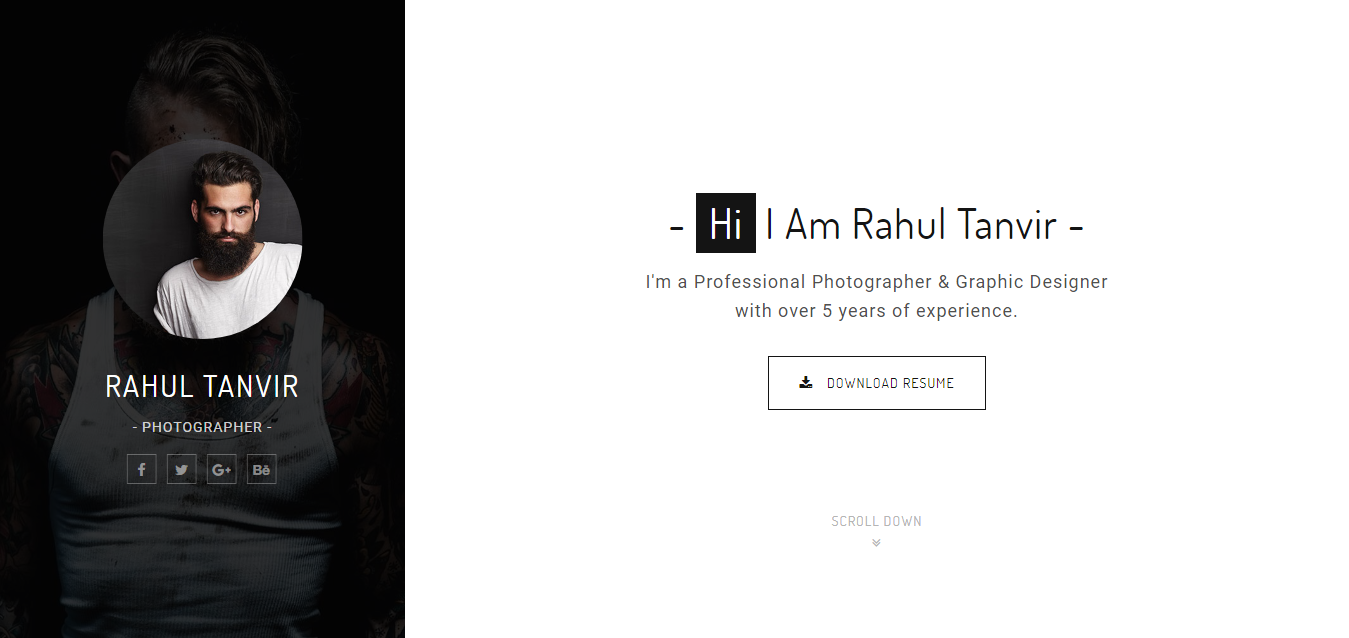 RAHUL TANVIR
- PHOTOGRAPHER -
f G+ Bē
- Hi I Am Rahul Tanvir -
I'm a Professional Photographer & Graphic Designer
with over 5 years of experience.
DOWNLOAD RESUME
SCROLL DOWN